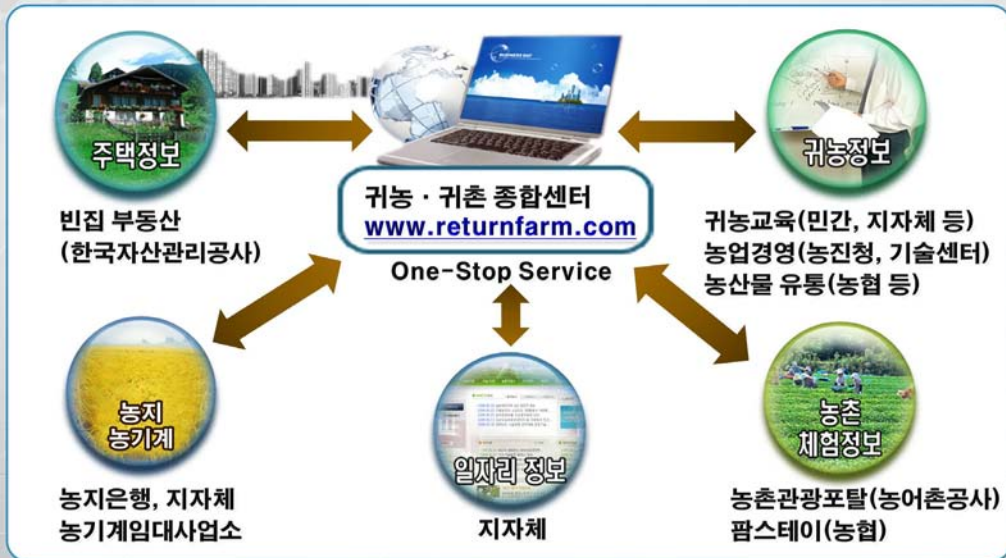 주택정보
빈집 부동산
(한국자산관리공사)
귀농 · 귀촌 종합센터
www.returnfarm.com
One-Stop Service
귀농정보
귀농교육(민간, 지자체 등)
농업경영(농진청, 기술센터)
농산물 유통(농협 등)
농지
농기계
농지은행, 지자체
농기계임대사업소
일자리 정보
지자체
농촌
체험정보
농촌관광포탈(농어촌공사)
팜스테이(농협)